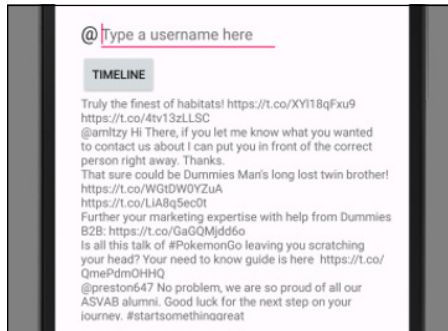 @ Type a username here
TIMELINE
Truly the finest of habitats! https://t.co/XYl18qFxu9
https://t.co/4tv13zLLSC
@amltzy Hi There, if you let me know what you wanted
to contact us about I can put you in front of the correct
person right away. Thanks.
That sure could be Dummies Man's long lost twin brother!
https://t.co/WGtDW0YZuA
https://t.co/LiA8q5ec0t
Further your marketing expertise with help from Dummies
B2B: https://t.co/GaGQMjdd6o
Is all this talk of #PokemonGo leaving you scratching
your head? Your need to know guide is here https://t.co/
QmePdmOHHQ
@preston647 No problem, we are so proud of all our
ASVAB alumni. Good luck for the next step on your
journey. #startsomethinggreat